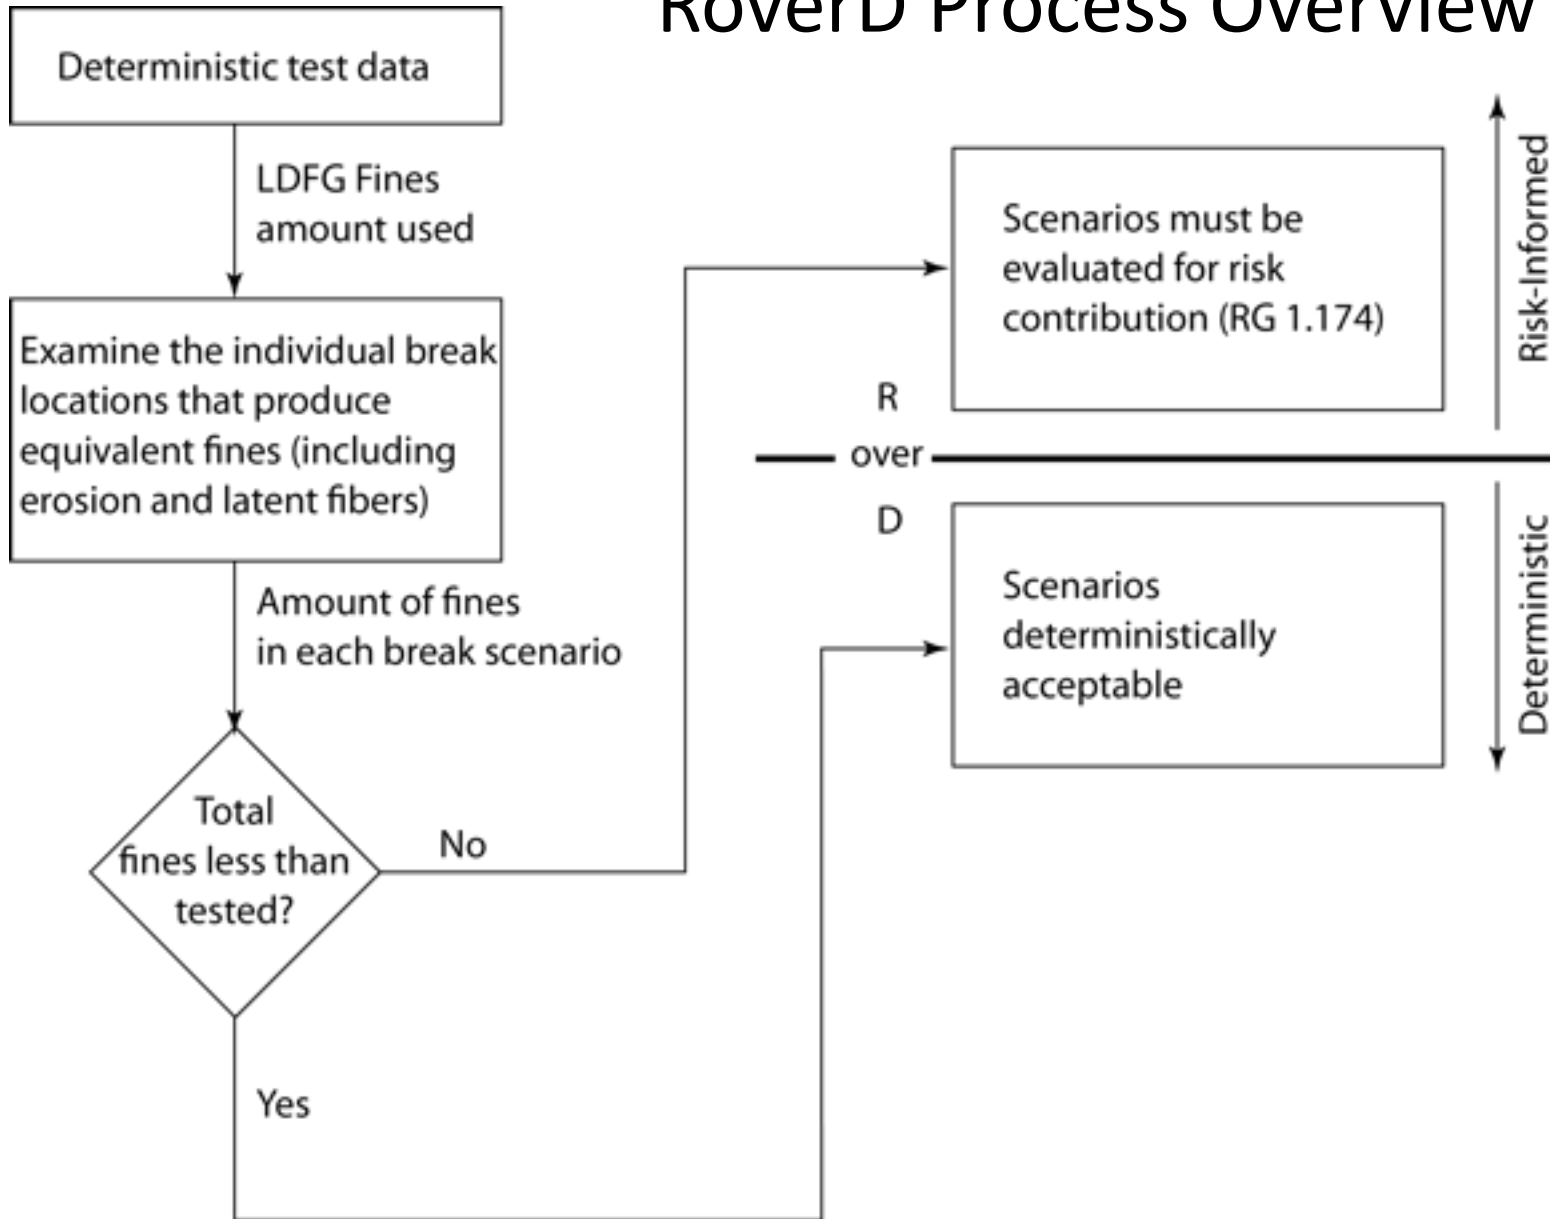 RoverD Process Overview
Deterministic test data
LDFG Fines
amount used
Examine the individual break
locations that produce
equivalent fines (including
erosion and latent fibers)
Amount of fines
in each break scenario
Total
fines less than
tested?
No
Yes
Scenarios must be
evaluated for risk
contribution (RG 1.174)
R
over
D
Scenarios
deterministically
acceptable
Risk-Informed
Deterministic